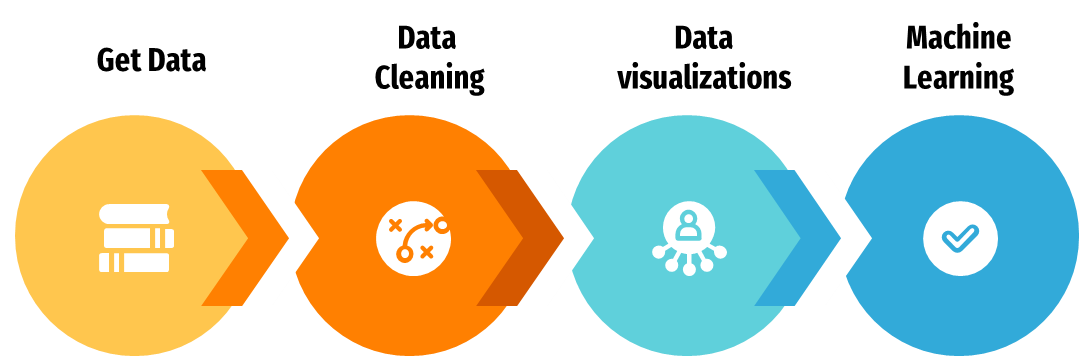 Get Data
Data
Cleaning
Data
visualizations
Machine
Learning